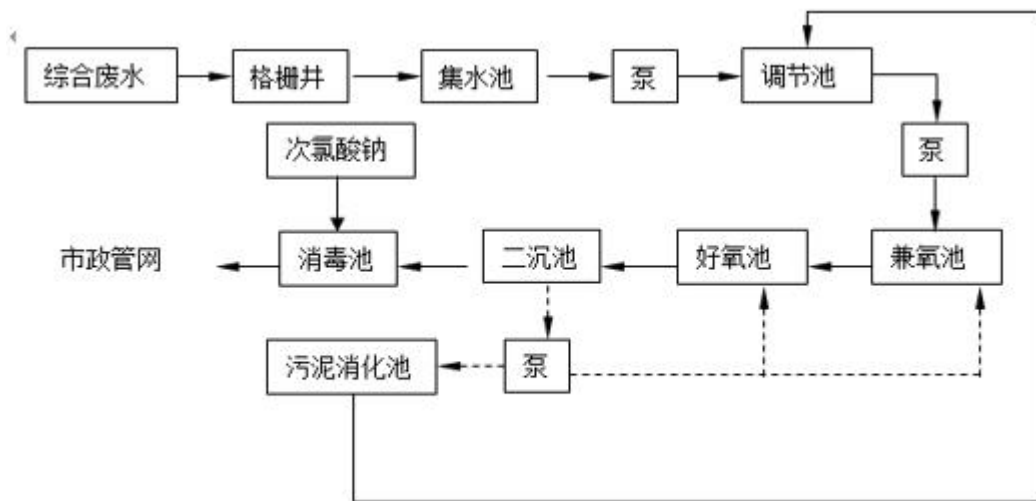 综合废水
格栅井
集水池
泵
调节池
次氯酸钠
泵
市政管网
消毒池
二沉池
好氧池
兼氧池
污泥消化池
泵